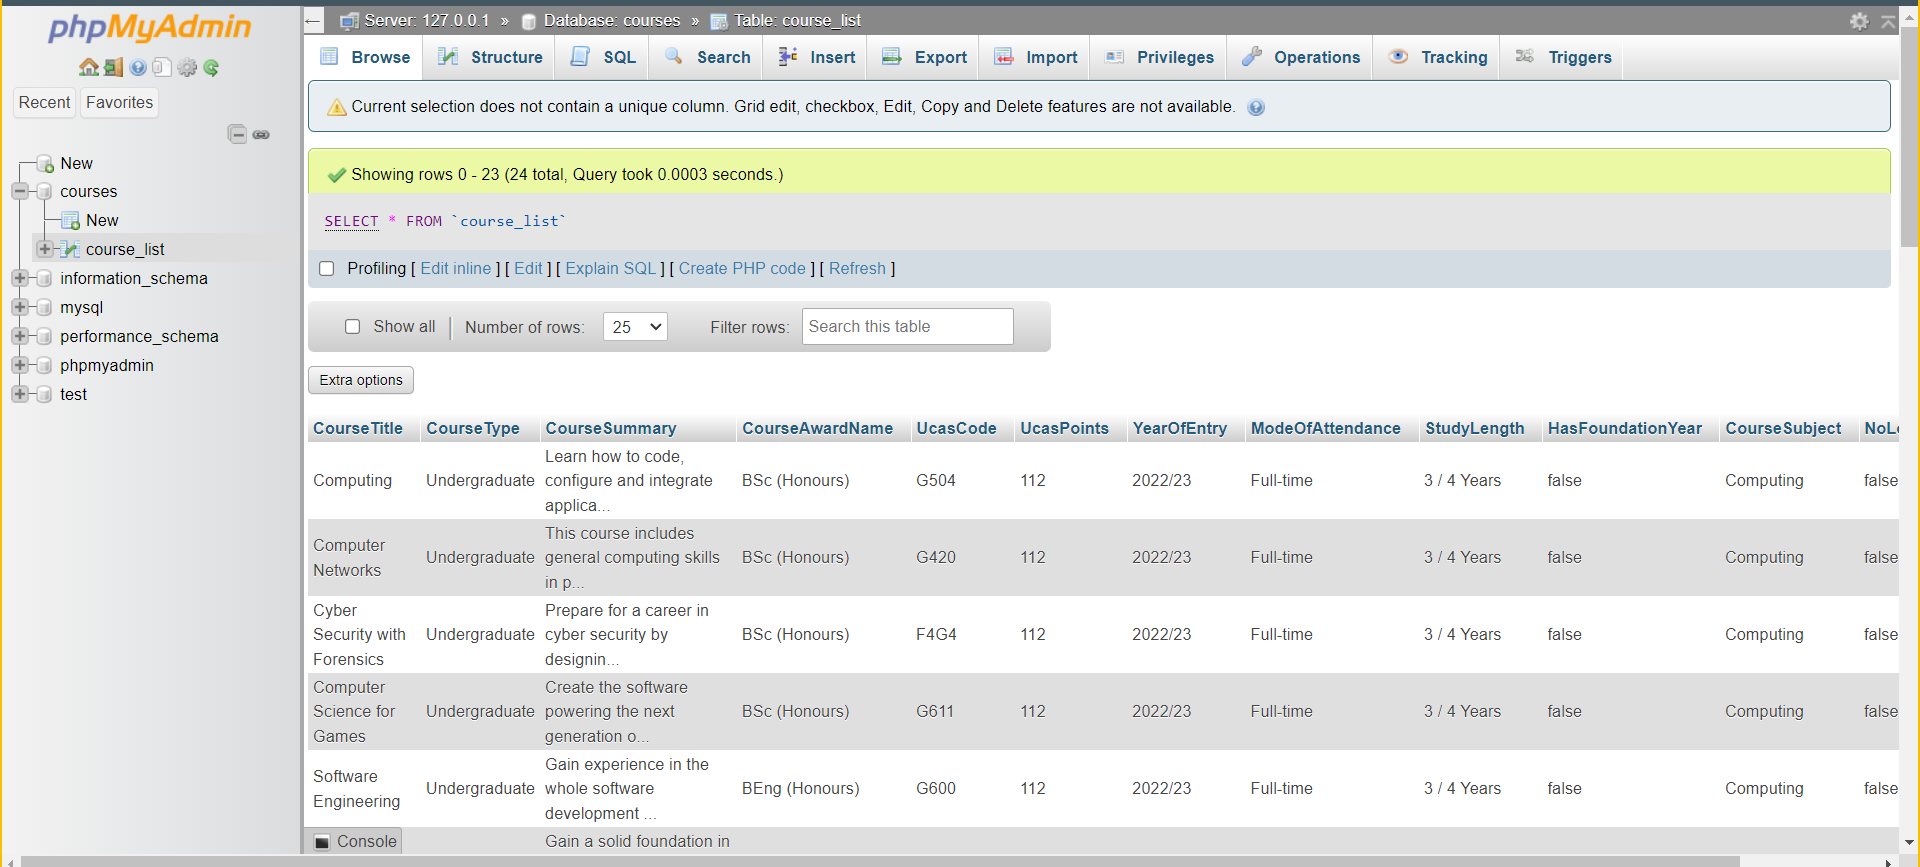 phpMyAdmin
Recent Favorites
New
courses
New
course_list
information_schema
mysql
performance_schema
phpmyadmin
test
Server: 127.0.0.1 » Database: courses » Table: course_list
Browse Structure SQL Search Insert Export Import Privileges Operations Tracking Triggers
Current selection does not contain a unique column. Grid edit, checkbox, Edit, Copy and Delete features are not available.
Showing rows 0 - 23 (24 total, Query took 0.0003 seconds.)
SELECT * FROM `course_list`
Profiling [ Edit inline ] [ Edit ] [ Explain SQL ] [ Create PHP code ] [ Refresh ]
Show all Number of rows: 25 Filter rows: Search this table
Extra options
CourseTitle CourseType CourseSummary CourseAwardName UcasCode UcasPoints YearOfEntry ModeOfAttendance StudyLength HasFoundationYear CourseSubject
Learn how to code,
Computing Undergraduate configure and integrate BSc (Honours) G504 112 2022/23 Full-time 3 / 4 Years false Computing false
applica...
This course includes
Computer
Networks Undergraduate general computing skills BSc (Honours) G420 112 2022/23 Full-time 3 / 4 Years false Computing false
in p...
Cyber Prepare for a career in
Security with Undergraduate cyber security by BSc (Honours) F4G4 112 2022/23 Full-time 3 / 4 Years false Computing false
Forensics designin...
Computer Create the software
Science for Undergraduate powering the next BSc (Honours) G611 112 2022/23 Full-time 3 / 4 Years false Computing false
Games generation o...
Gain experience in the
Software
Engineering Undergraduate whole software BEng (Honours) G600 112 2022/23 Full-time 3 / 4 Years false Computing false
development ...
Console Gain a solid foundation in